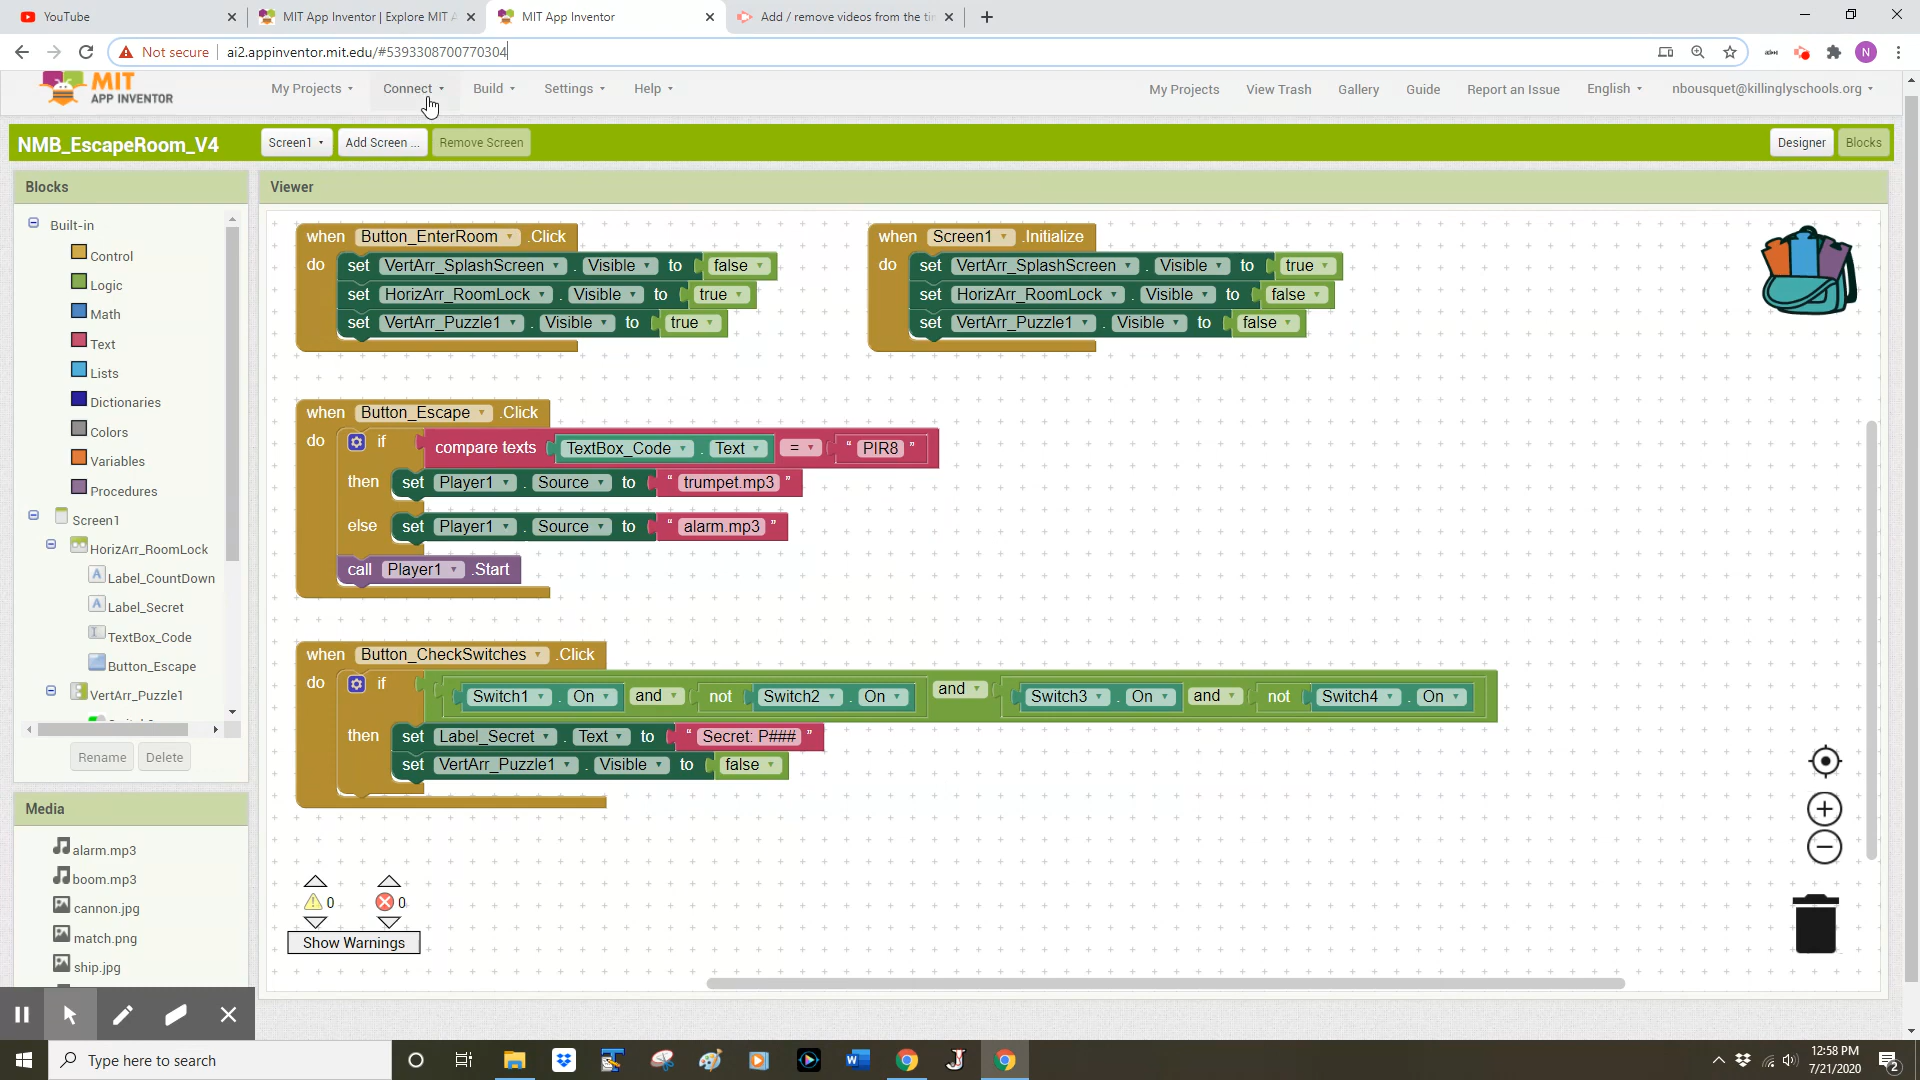 YouTube
MIT App Inventor | Explore MIT A
MIT App Inventor
Add / remove videos from the ti
Not secure
ai2.appinventor.mit.edu/#5393308700770304
N
MIT
APP INVENTOR
My Projects
Connect
Build
Settings
Help
My Projects
View Trash
Gallery
Guide
Report an Issue
English
nbousquet@killinglyschools.org
NMB_EscapeRoom_V4
Screen1
Add Screen ...
Remove Screen
Designer
Blocks
Blocks
Built-in
Control
Logic
Math
Text
Lists
Dictionaries
Colors
Variables
Procedures
Screen1
HorizArr_RoomLock
Label_CountDown
Label_Secret
TextBox_Code
Button_Escape
VertArr_Puzzle1
Rename
Delete
Media
alarm.mp3
boom.mp3
cannon.jpg
match.png
ship.jpg
Viewer
when Button_EnterRoom .Click
do set VertArr_SplashScreen . Visible to false
set HorizArr_RoomLock . Visible to true
set VertArr_Puzzle1 . Visible to true
when Screen1 .Initialize
do set VertArr_SplashScreen . Visible to true
set HorizArr_RoomLock . Visible to false
set VertArr_Puzzle1 . Visible to false
when Button_Escape .Click
do if compare texts TextBox_Code . Text = “ PIR8 ”
then set Player1 . Source to “ trumpet.mp3 ”
else set Player1 . Source to “ alarm.mp3 ”
call Player1 .Start
when Button_CheckSwitches .Click
do if Switch1 . On and not Switch2 . On and Switch3 . On and not Switch4 . On
then set Label_Secret . Text to “ Secret: P### ”
set VertArr_Puzzle1 . Visible to false
0
0
Show Warnings
Type here to search
12:58 PM
7/21/2020
2